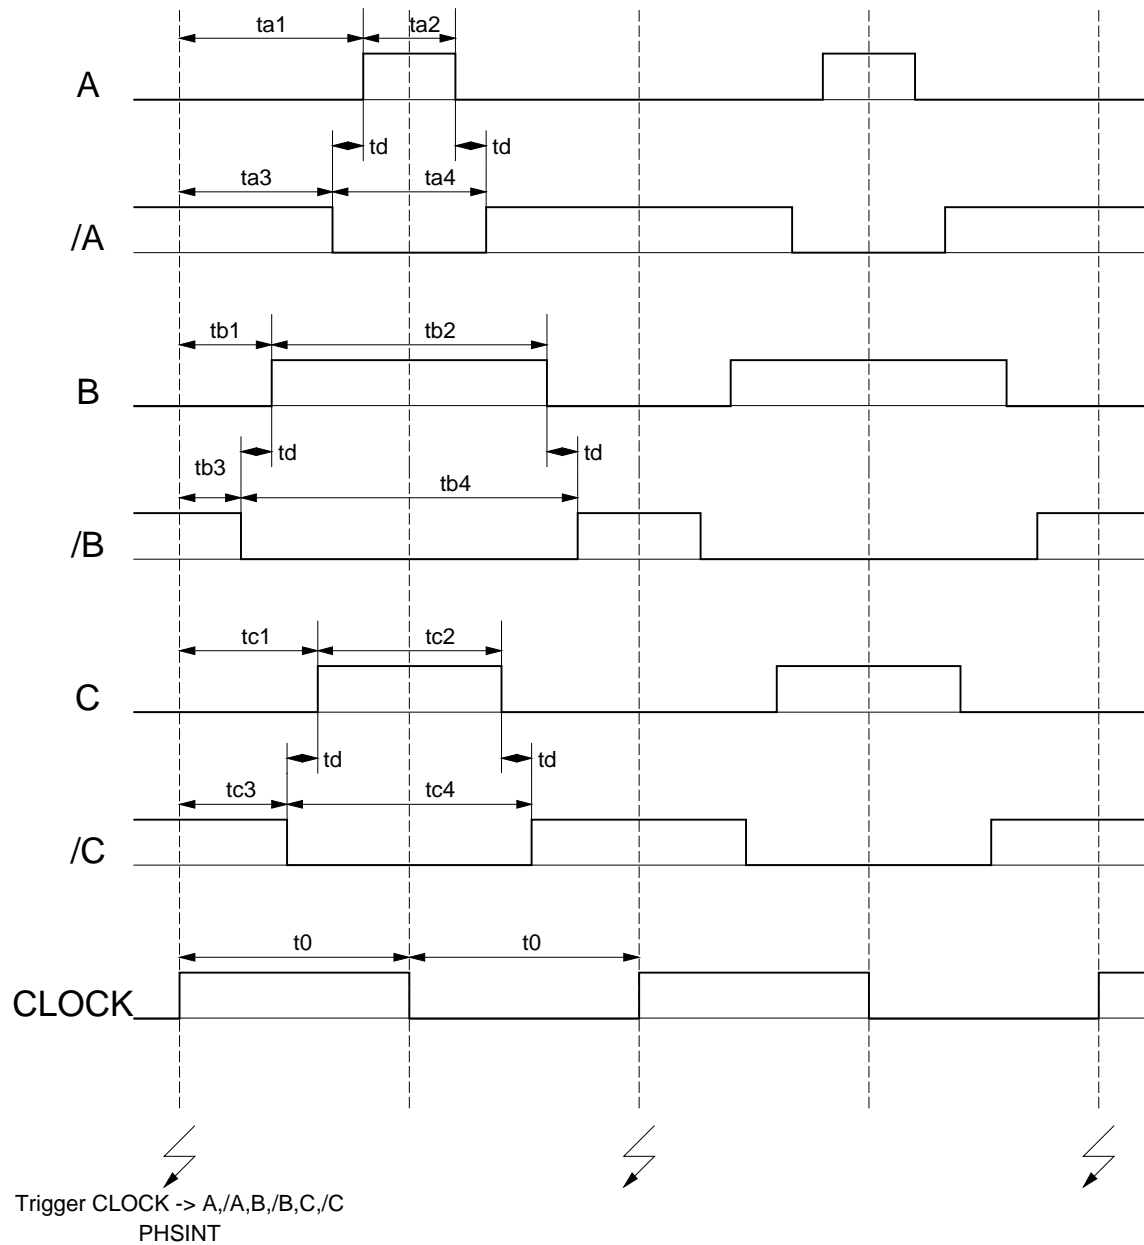 ta1 ta2
A
td td
ta3 ta4
/A
tb1 tb2
B
td td
tb3 tb4
/B
tc1 tc2
C
td td
tc3 tc4
/C
t0 t0
CLOCK
Trigger CLOCK -> A,/A,B,/B,C,/C
PHSINT